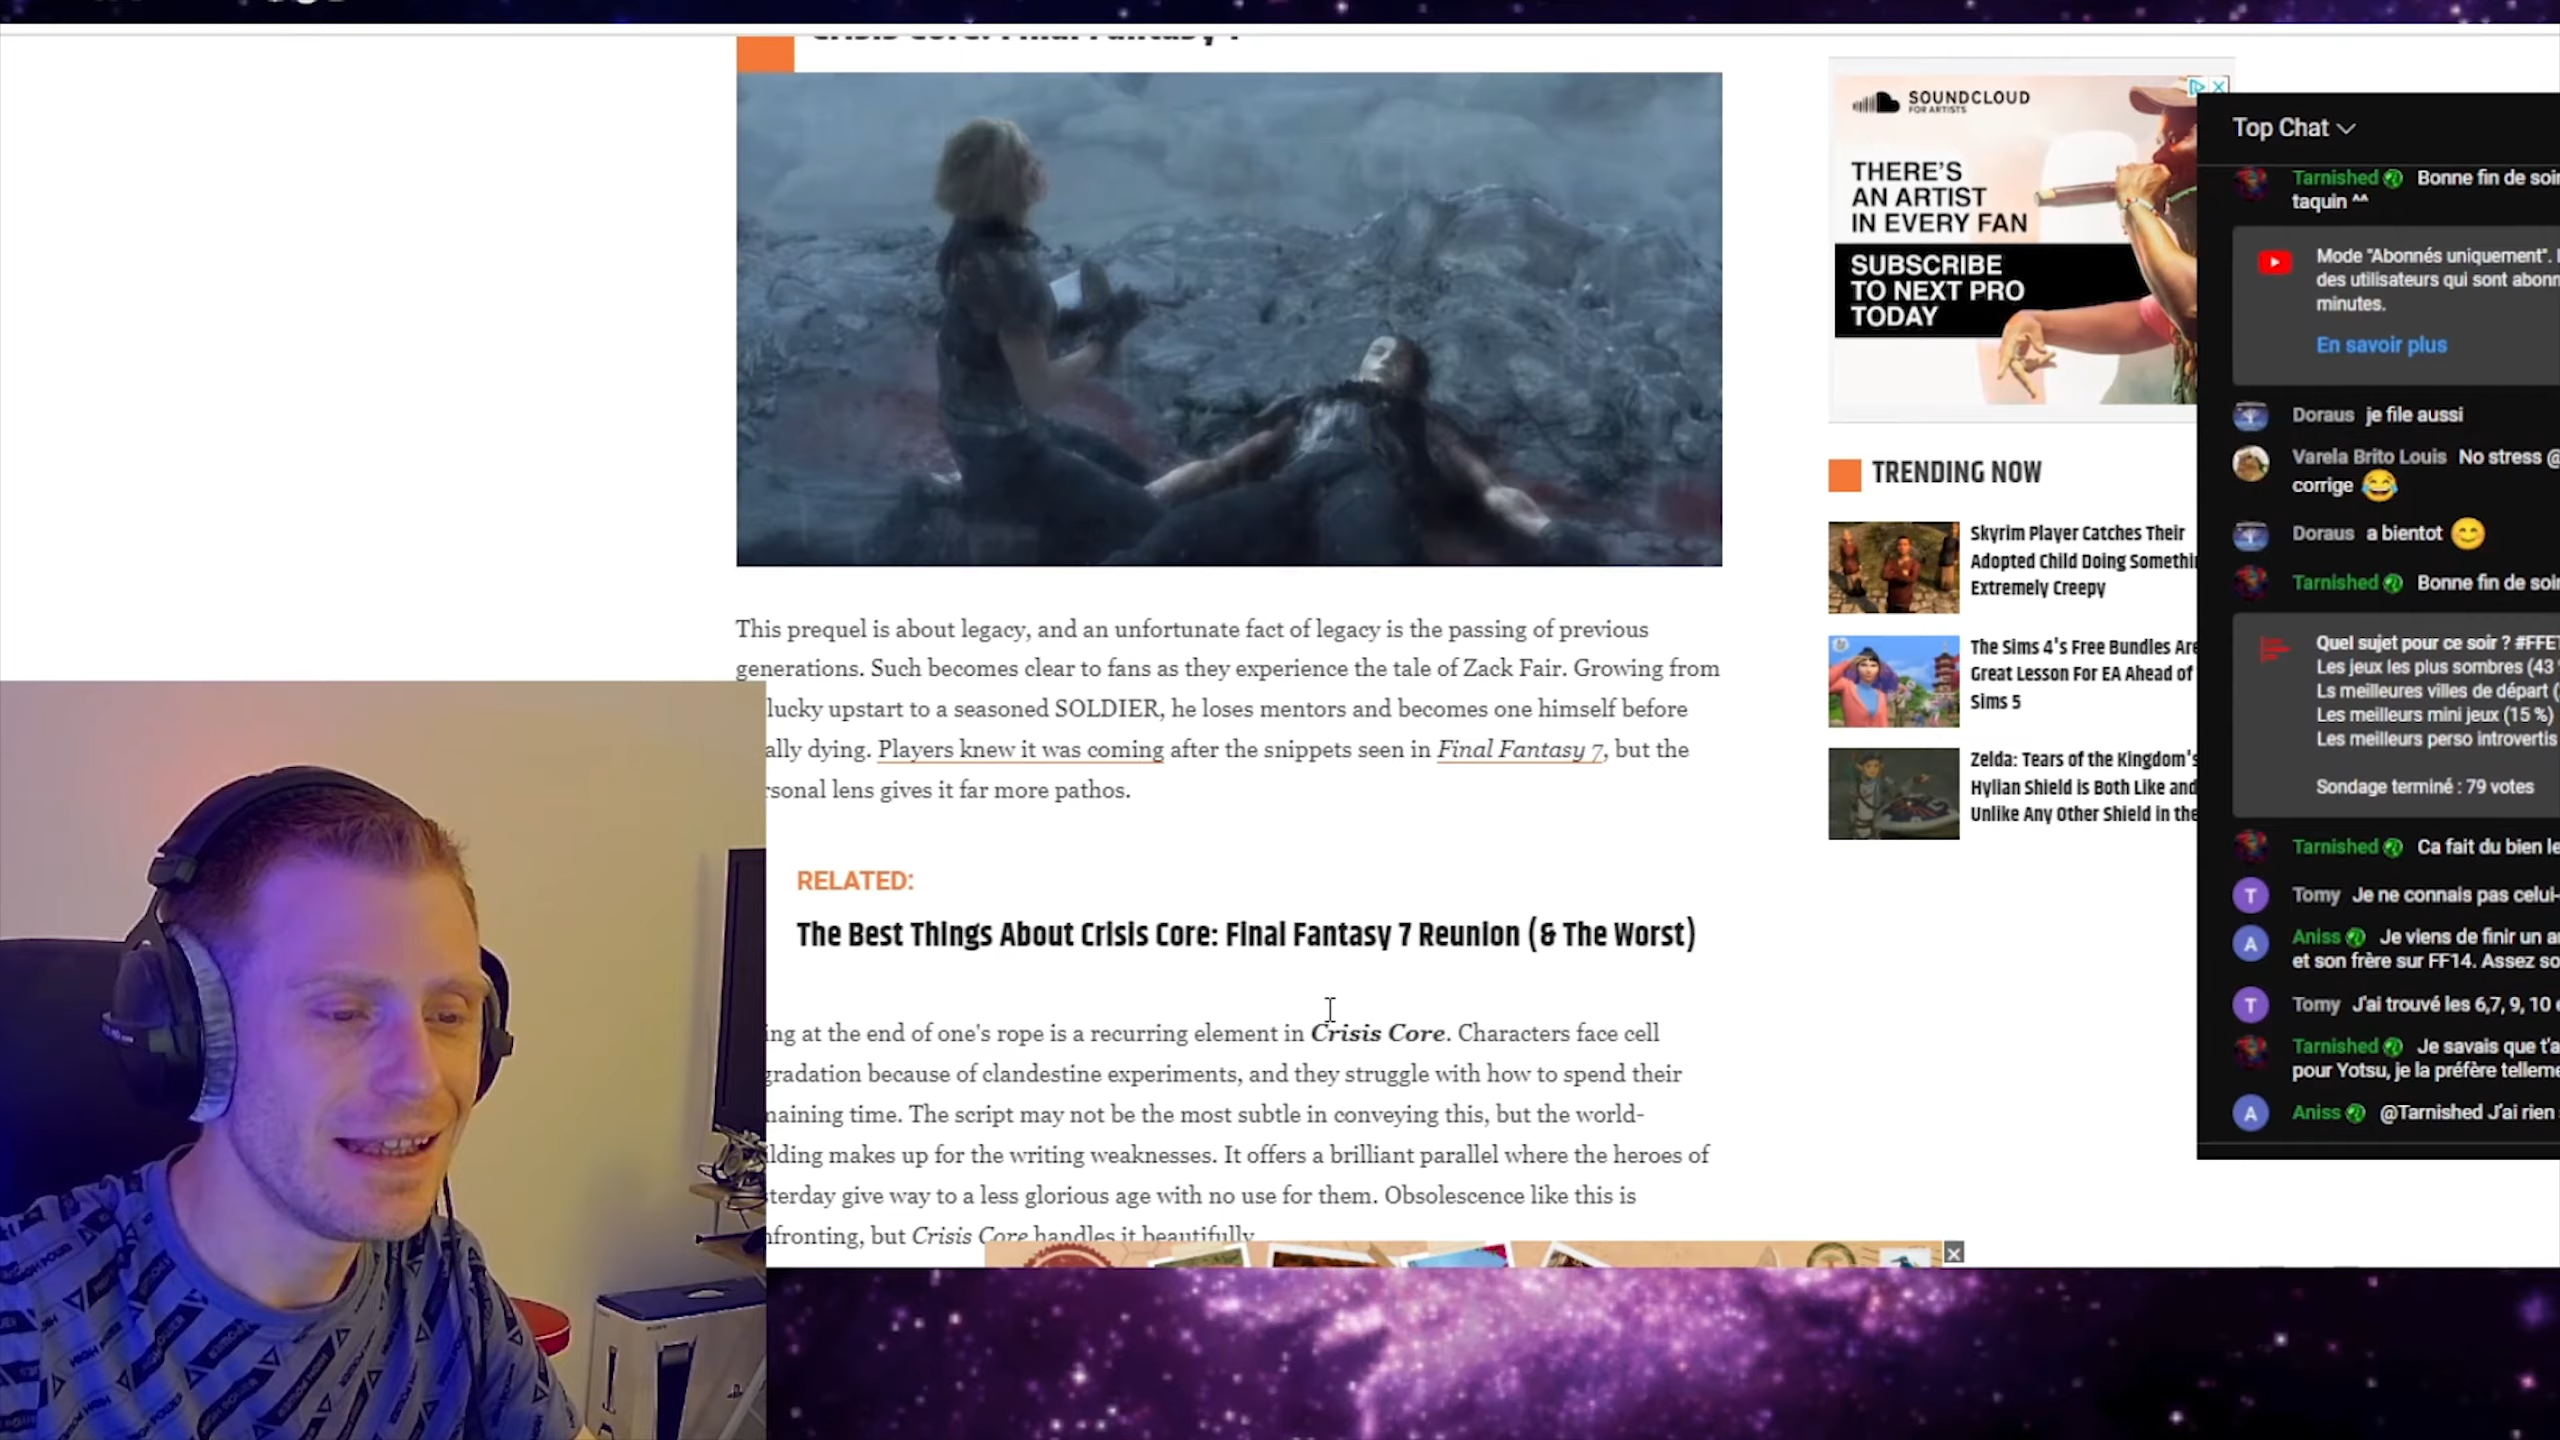 Crisis Core: Final Fantasy 7
This prequel is about legacy, and an unfortunate fact of legacy is the passing of previous
generations. Such becomes clear to fans as they experience the tale of Zack Fair. Growing from
lucky upstart to a seasoned SOLDIER, he loses mentors and becomes one himself before
ally dying. Players knew it was coming after the snippets seen in Final Fantasy 7, but the
rsonal lens gives it far more pathos.
RELATED:
The Best Things About Crisis Core: Final Fantasy 7 Reunion (& The Worst)
ing at the end of one's rope is a recurring element in Crisis Core. Characters face cell
gradation because of clandestine experiments, and they struggle with how to spend their
maining time. The script may not be the most subtle in conveying this, but the world-
ilding makes up for the writing weaknesses. It offers a brilliant parallel where the heroes of
sterday give way to a less glorious age with no use for them. Obsolescence like this is
nfronting, but Crisis Core handles it beautifully
SOUNDCLOUD
FOR ARTISTS
THERE'S
AN ARTIST
IN EVERY FAN
SUBSCRIBE
TO NEXT PRO
TODAY
TRENDING NOW
Skyrim Player Catches Their
Adopted Child Doing Somethi
Extremely Creepy
The Sims 4's Free Bundles Are
Great Lesson For EA Ahead of
Sims 5
Zelda: Tears of the Kingdom's
Hylian Shield is Both Like and
Unlike Any Other Shield in the
Top Chat
Tarnished Bonne fin de soir
taquin ^^
Mode "Abonnés uniquement".
des utilisateurs qui sont abonn
minutes.
En savoir plus
Doraus je file aussi
Varela Brito Louis No stress @
corrige 😂
Doraus a bientot 😊
Tarnished Bonne fin de soir
Quel sujet pour ce soir ? #FFET
Les jeux les plus sombres (43
Ls meilleures villes de départ (
Les meilleurs mini jeux (15 %)
Les meilleurs perso introvertis
Sondage terminé : 79 votes
Tarnished Ca fait du bien le
Tomy Je ne connais pas celui-
Aniss Je viens de finir un a
et son frère sur FF14. Assez so
Tomy J'ai trouvé les 6,7, 9, 10 e
Tarnished Je savais que t'a
pour Yotsu, je la préfère telleme
Aniss @Tarnished J'ai rien